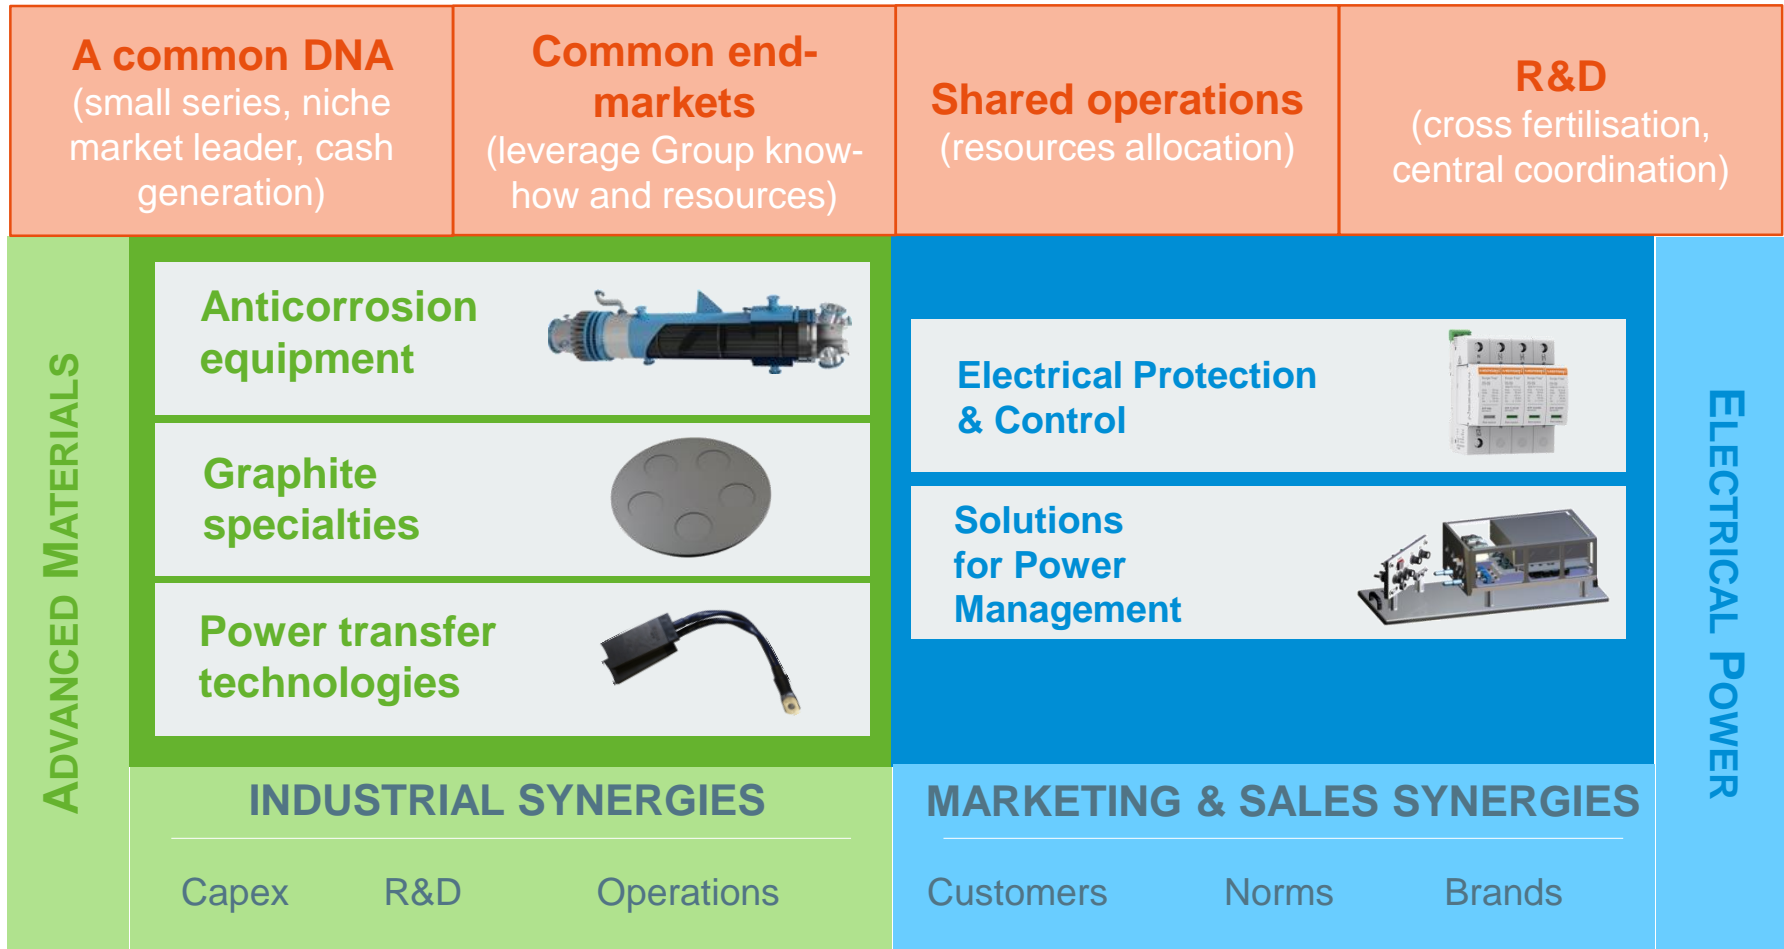 A common DNA
(small series, niche
market leader, cash
generation)
Common end-
markets
(leverage Group know-
how and resources)
Shared operations
(resources allocation)
R&D
(cross fertilisation,
central coordination)
ADVANCED MATERIALS
Anticorrosion
equipment
Graphite
specialties
Power transfer
technologies
Electrical Protection
& Control
Solutions
for Power
Management
ELECTRICAL POWER
INDUSTRIAL SYNERGIES
Capex R&D Operations
MARKETING & SALES SYNERGIES
Customers Norms Brands